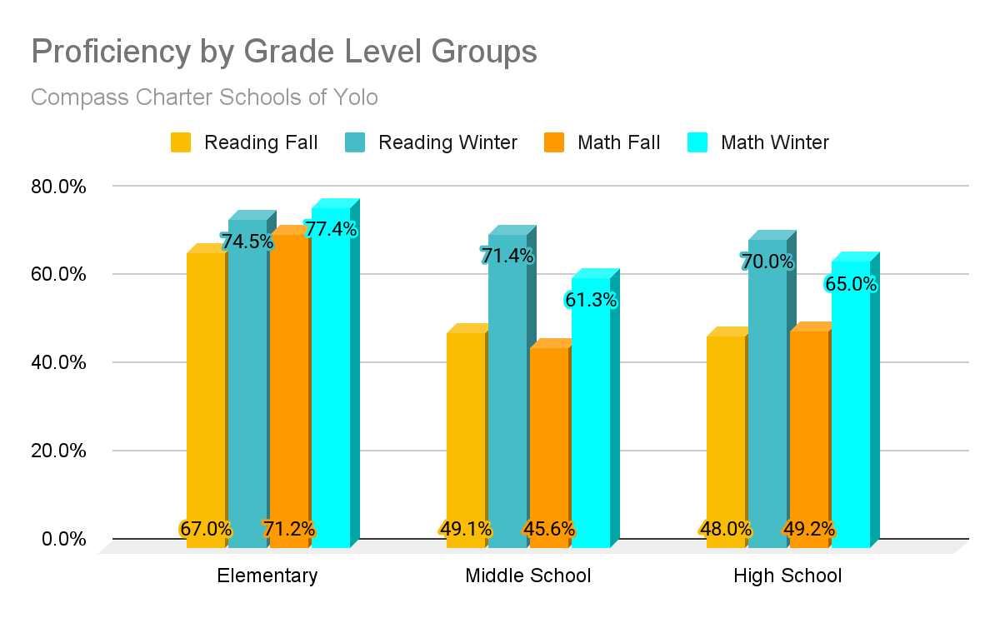 Proficiency by Grade Level Groups
Compass Charter Schools of Yolo
Reading Fall Reading Winter Math Fall Math Winter
80.0%
60.0%
40.0%
20.0%
0.0%
67.0% 74.5% 71.2% 77.4%
49.1% 71.4% 45.6% 61.3%
48.0% 70.0% 49.2% 65.0%
Elementary Middle School High School